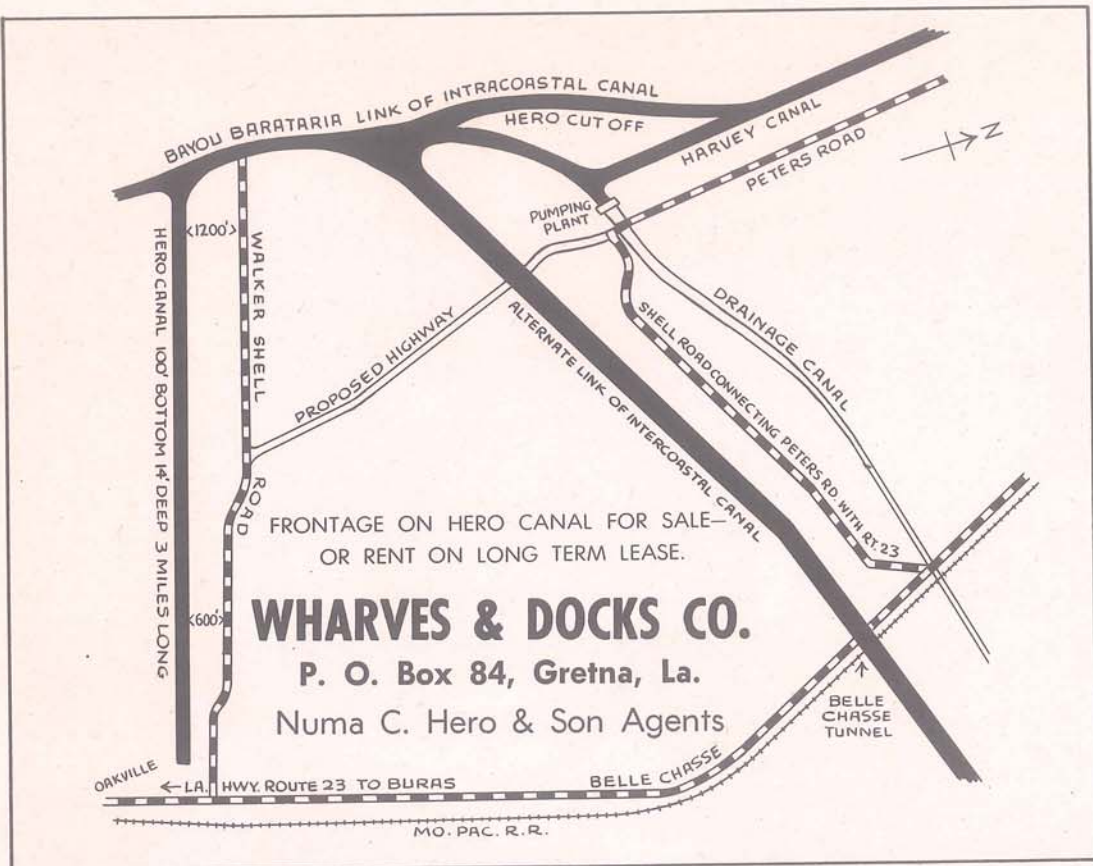 BAYOU BARATARIA LINK OF INTRACOASTAL CANAL
HERO CUT OFF
HARVEY CANAL
PETERS ROAD
N
PUMPING
PLANT
<1200'>
HERO CANAL 100' BOTTOM 14' DEEP 3 MILES LONG
WALKER SHELL ROAD
PROPOSED HIGHWAY
ALTERNATE LINK OF INTERCOASTAL CANAL
SHELL ROAD CONNECTING PETERS RD. WITH RT. 23
DRAINAGE CANAL
FRONTAGE ON HERO CANAL FOR SALE—
OR RENT ON LONG TERM LEASE.
<600'>
WHARVES & DOCKS CO.
P. O. Box 84, Gretna, La.
Numa C. Hero & Son Agents
BELLE
CHASSE
TUNNEL
OAKVILLE
←LA. HWY. ROUTE 23 TO BURAS
BELLE CHASSE
MO. PAC. R.R.